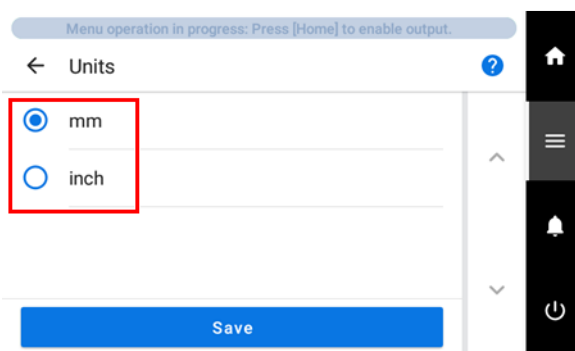 Menu operation in progress: Press [Home] to enable output.
Units
?
mm
inch
Save